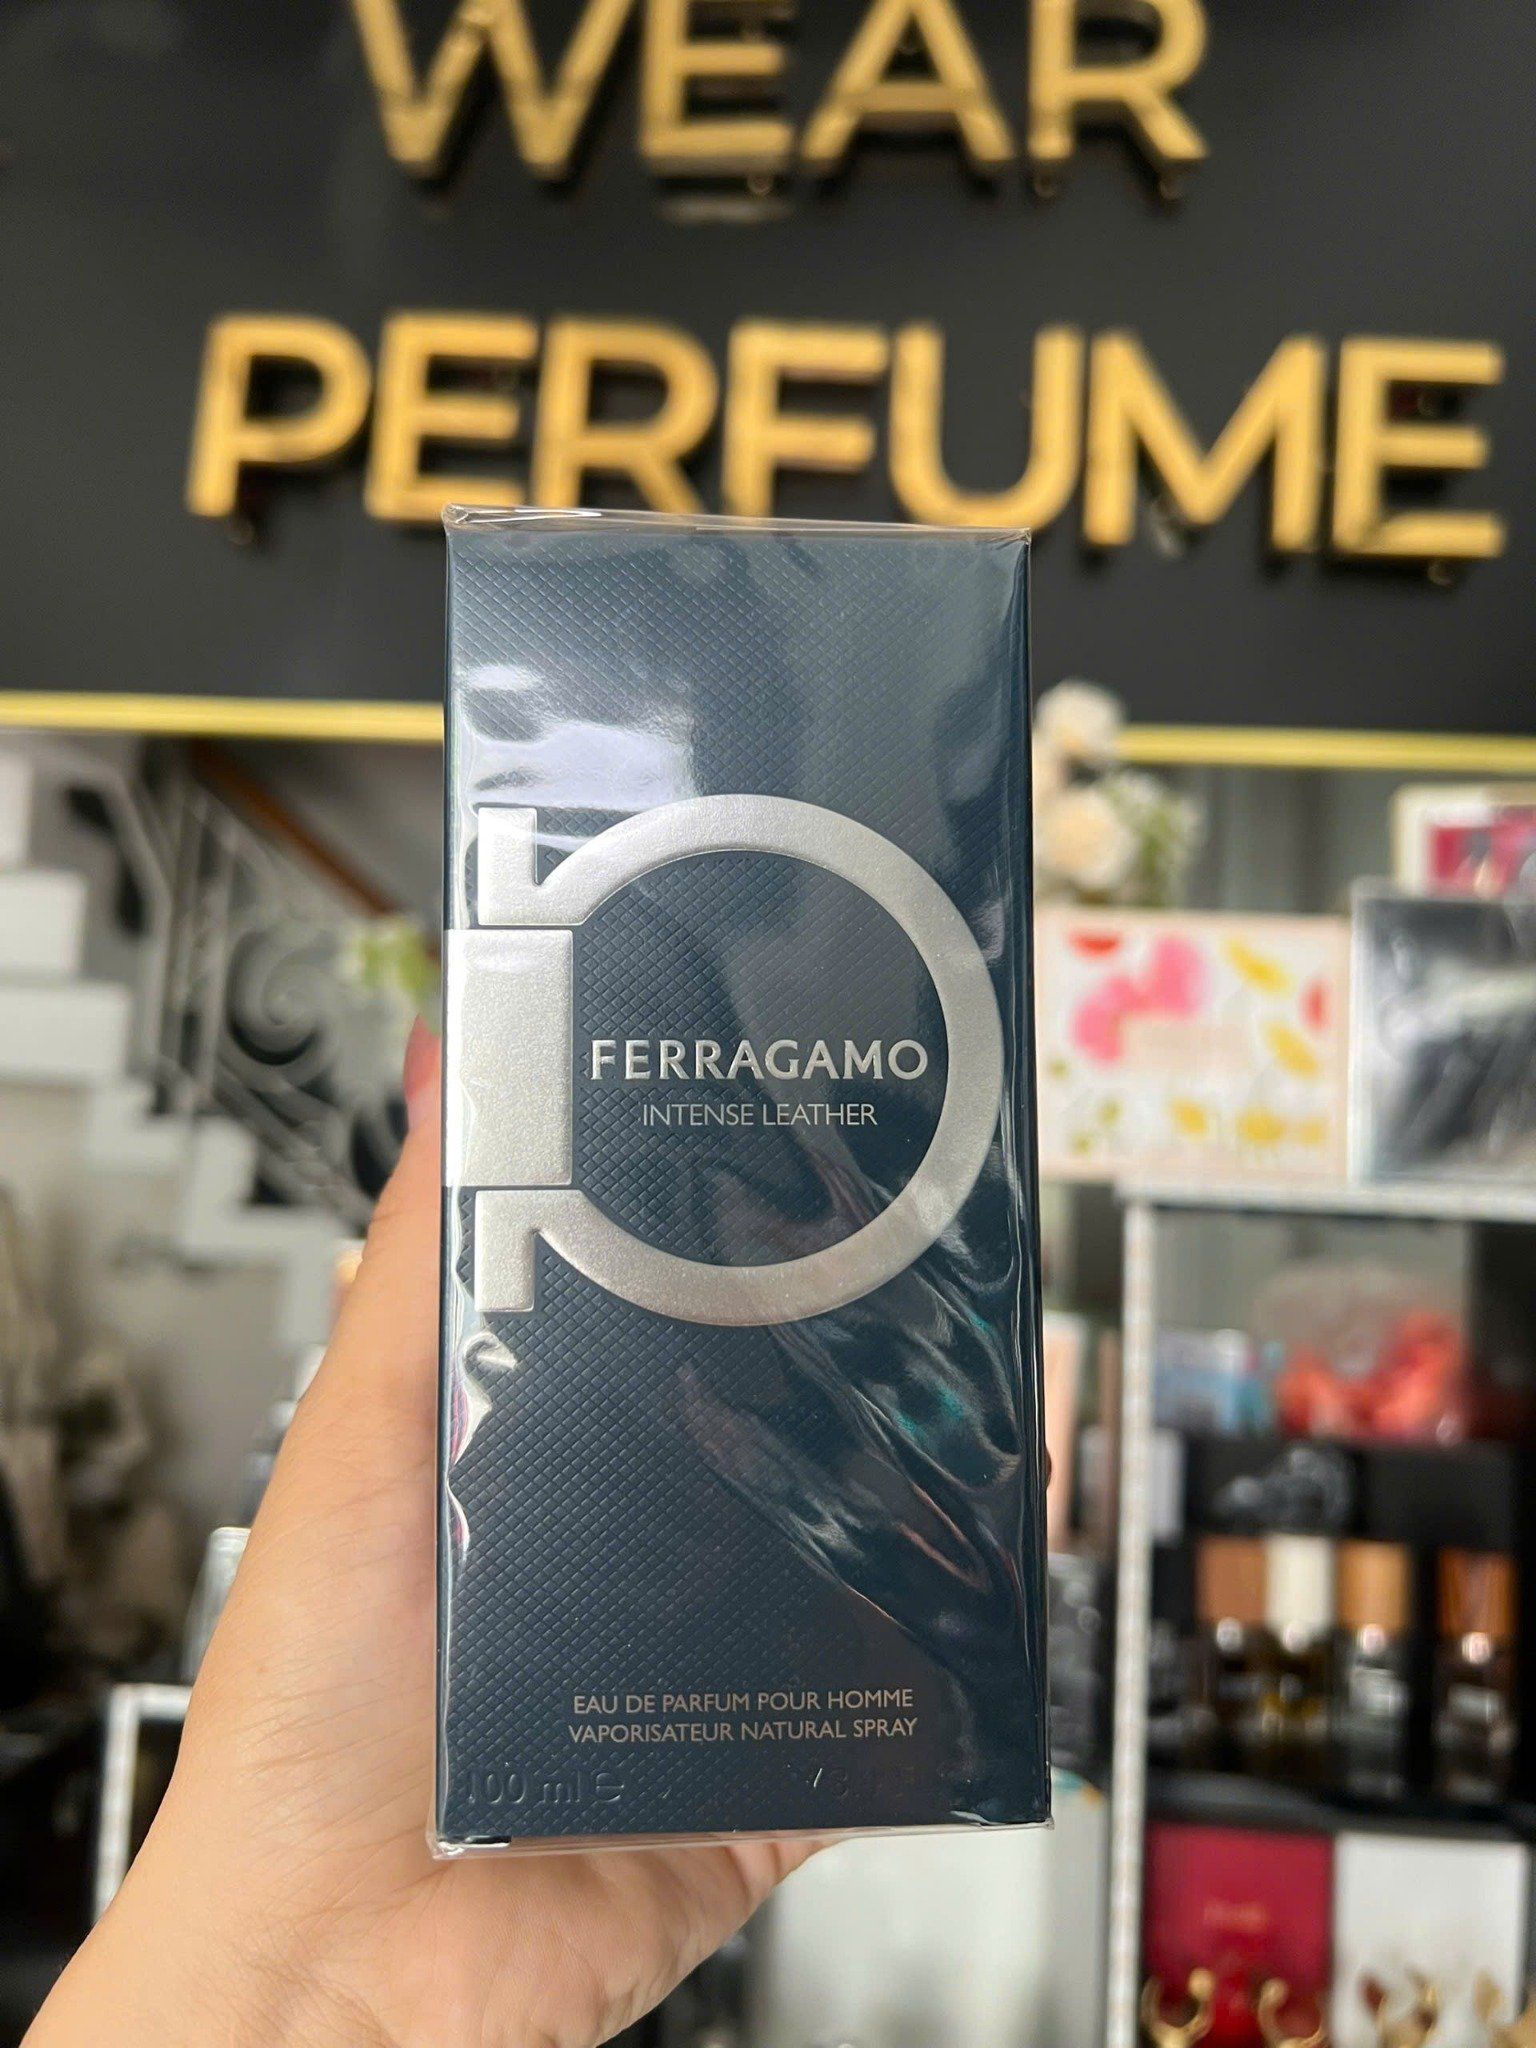 WEAR
PERFUME
FERRAGAMO
INTENSE LEATHER
EAU DE PARFUM POUR HOMME
VAPORISATEUR NATURAL SPRAY
100 ml e